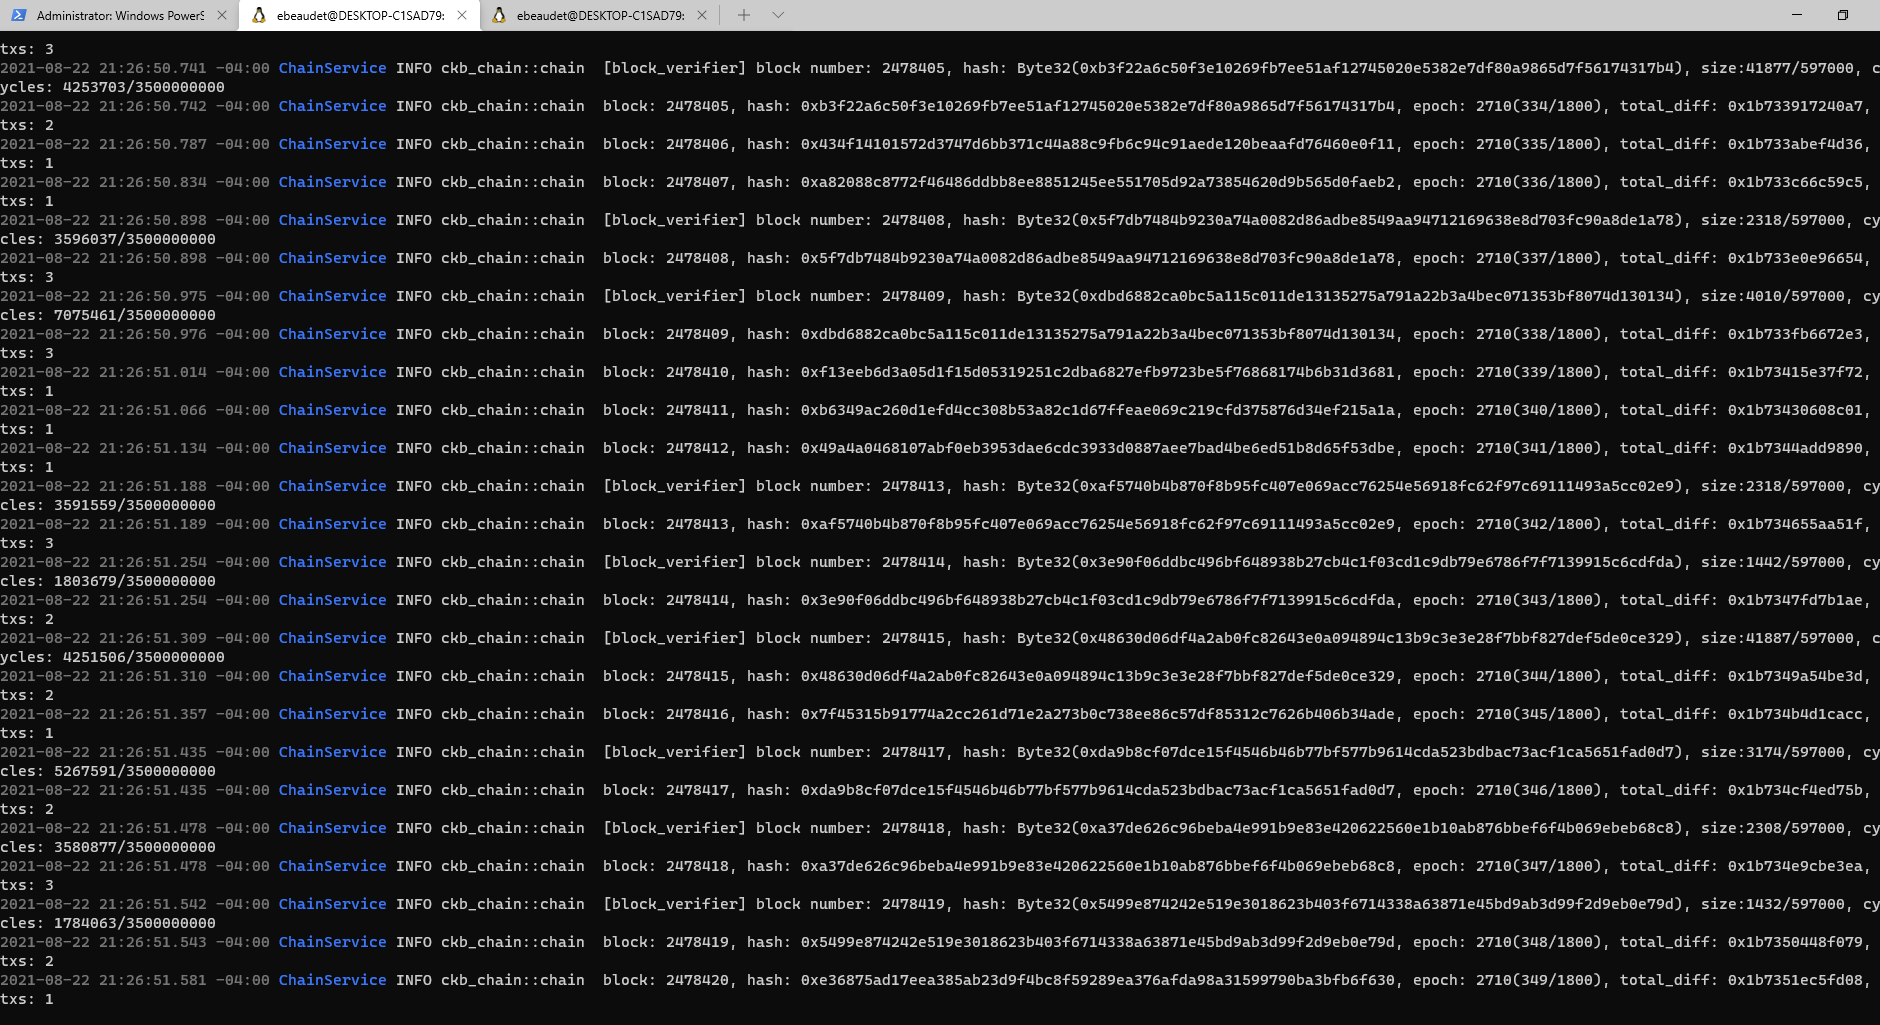 Administrator: Windows PowerS
ebeaudet@DESKTOP-C1SAD79:
ebeaudet@DESKTOP-C1SAD79:
txs: 3
2021-08-22 21:26:50.741 -04:00 ChainService INFO ckb_chain::chain  [block_verifier] block number: 2478405, hash: Byte32(0xb3f22a6c50f3e10269fb7ee51af12745020e5382e7df80a9865d7f56174317b4), size:41877/597000, c
ycles: 4253703/3500000000
2021-08-22 21:26:50.742 -04:00 ChainService INFO ckb_chain::chain  block: 2478405, hash: 0xb3f22a6c50f3e10269fb7ee51af12745020e5382e7df80a9865d7f56174317b4, epoch: 2710(334/1800), total_diff: 0x1b733917240a7,
txs: 2
2021-08-22 21:26:50.787 -04:00 ChainService INFO ckb_chain::chain  block: 2478406, hash: 0x434f14101572d3747d6bb371c44a88c9fb6c94c91aede120beaafd76460e0f11, epoch: 2710(335/1800), total_diff: 0x1b733abef4d36,
txs: 1
2021-08-22 21:26:50.834 -04:00 ChainService INFO ckb_chain::chain  block: 2478407, hash: 0xa82088c8772f46486ddbb8ee8851245ee551705d92a73854620d9b565d0faeb2, epoch: 2710(336/1800), total_diff: 0x1b733c66c59c5,
txs: 1
2021-08-22 21:26:50.898 -04:00 ChainService INFO ckb_chain::chain  [block_verifier] block number: 2478408, hash: Byte32(0x5f7db7484b9230a74a0082d86adbe8549aa94712169638e8d703fc90a8de1a78), size:2318/597000, cy
cles: 3596037/3500000000
2021-08-22 21:26:50.898 -04:00 ChainService INFO ckb_chain::chain  block: 2478408, hash: 0x5f7db7484b9230a74a0082d86adbe8549aa94712169638e8d703fc90a8de1a78, epoch: 2710(337/1800), total_diff: 0x1b733e0e96654,
txs: 3
2021-08-22 21:26:50.975 -04:00 ChainService INFO ckb_chain::chain  [block_verifier] block number: 2478409, hash: Byte32(0xdbd6882ca0bc5a115c011de13135275a791a22b3a4bec071353bf8074d130134), size:4010/597000, cy
cles: 7075461/3500000000
2021-08-22 21:26:50.976 -04:00 ChainService INFO ckb_chain::chain  block: 2478409, hash: 0xdbd6882ca0bc5a115c011de13135275a791a22b3a4bec071353bf8074d130134, epoch: 2710(338/1800), total_diff: 0x1b733fb6672e3,
txs: 3
2021-08-22 21:26:51.014 -04:00 ChainService INFO ckb_chain::chain  block: 2478410, hash: 0xf13eeb6d3a05d1f15d05319251c2dba6827efb9723be5f76868174b6b31d3681, epoch: 2710(339/1800), total_diff: 0x1b73415e37f72,
txs: 1
2021-08-22 21:26:51.066 -04:00 ChainService INFO ckb_chain::chain  block: 2478411, hash: 0xb6349ac260d1efd4cc308b53a82c1d67ffeae069c219cfd375876d34ef215a1a, epoch: 2710(340/1800), total_diff: 0x1b73430608c01,
txs: 1
2021-08-22 21:26:51.134 -04:00 ChainService INFO ckb_chain::chain  block: 2478412, hash: 0x49a4a0468107abf0eb3953dae6cdc3933d0887aee7bad4be6ed51b8d65f53dbe, epoch: 2710(341/1800), total_diff: 0x1b7344add9890,
txs: 1
2021-08-22 21:26:51.188 -04:00 ChainService INFO ckb_chain::chain  [block_verifier] block number: 2478413, hash: Byte32(0xaf5740b4b870f8b95fc407e069acc76254e56918fc62f97c69111493a5cc02e9), size:2318/597000, cy
cles: 3591559/3500000000
2021-08-22 21:26:51.189 -04:00 ChainService INFO ckb_chain::chain  block: 2478413, hash: 0xaf5740b4b870f8b95fc407e069acc76254e56918fc62f97c69111493a5cc02e9, epoch: 2710(342/1800), total_diff: 0x1b734655aa51f,
txs: 3
2021-08-22 21:26:51.254 -04:00 ChainService INFO ckb_chain::chain  [block_verifier] block number: 2478414, hash: Byte32(0x3e90f06ddbc496bf648938b27cb4c1f03cd1c9db79e6786f7f7139915c6cdfda), size:1442/597000, cy
cles: 1803679/3500000000
2021-08-22 21:26:51.254 -04:00 ChainService INFO ckb_chain::chain  block: 2478414, hash: 0x3e90f06ddbc496bf648938b27cb4c1f03cd1c9db79e6786f7f7139915c6cdfda, epoch: 2710(343/1800), total_diff: 0x1b7347fd7b1ae,
txs: 2
2021-08-22 21:26:51.309 -04:00 ChainService INFO ckb_chain::chain  [block_verifier] block number: 2478415, hash: Byte32(0x48630d06df4a2ab0fc82643e0a094894c13b9c3e3e28f7bbf827def5de0ce329), size:41887/597000, c
ycles: 4251506/3500000000
2021-08-22 21:26:51.310 -04:00 ChainService INFO ckb_chain::chain  block: 2478415, hash: 0x48630d06df4a2ab0fc82643e0a094894c13b9c3e3e28f7bbf827def5de0ce329, epoch: 2710(344/1800), total_diff: 0x1b7349a54be3d,
txs: 2
2021-08-22 21:26:51.357 -04:00 ChainService INFO ckb_chain::chain  block: 2478416, hash: 0x7f45315b91774a2cc261d71e2a273b0c738ee86c57df85312c7626b406b34ade, epoch: 2710(345/1800), total_diff: 0x1b734b4d1cacc,
txs: 1
2021-08-22 21:26:51.435 -04:00 ChainService INFO ckb_chain::chain  [block_verifier] block number: 2478417, hash: Byte32(0xda9b8cf07dce15f4546b46b77bf577b9614cda523bdbac73acf1ca5651fad0d7), size:3174/597000, cy
cles: 5267591/3500000000
2021-08-22 21:26:51.435 -04:00 ChainService INFO ckb_chain::chain  block: 2478417, hash: 0xda9b8cf07dce15f4546b46b77bf577b9614cda523bdbac73acf1ca5651fad0d7, epoch: 2710(346/1800), total_diff: 0x1b734cf4ed75b,
txs: 2
2021-08-22 21:26:51.478 -04:00 ChainService INFO ckb_chain::chain  [block_verifier] block number: 2478418, hash: Byte32(0xa37de626c96beba4e991b9e83e420622560e1b10ab876bbef6f4b069ebeb68c8), size:2308/597000, cy
cles: 3580877/3500000000
2021-08-22 21:26:51.478 -04:00 ChainService INFO ckb_chain::chain  block: 2478418, hash: 0xa37de626c96beba4e991b9e83e420622560e1b10ab876bbef6f4b069ebeb68c8, epoch: 2710(347/1800), total_diff: 0x1b734e9cbe3ea,
txs: 3
2021-08-22 21:26:51.542 -04:00 ChainService INFO ckb_chain::chain  [block_verifier] block number: 2478419, hash: Byte32(0x5499e874242e519e3018623b403f6714338a63871e45bd9ab3d99f2d9eb0e79d), size:1432/597000, cy
cles: 1784063/3500000000
2021-08-22 21:26:51.543 -04:00 ChainService INFO ckb_chain::chain  block: 2478419, hash: 0x5499e874242e519e3018623b403f6714338a63871e45bd9ab3d99f2d9eb0e79d, epoch: 2710(348/1800), total_diff: 0x1b7350448f079,
txs: 2
2021-08-22 21:26:51.581 -04:00 ChainService INFO ckb_chain::chain  block: 2478420, hash: 0xe36875ad17eea385ab23d9f4bc8f59289ea376afda98a31599790ba3bfb6f630, epoch: 2710(349/1800), total_diff: 0x1b7351ec5fd08,
txs: 1